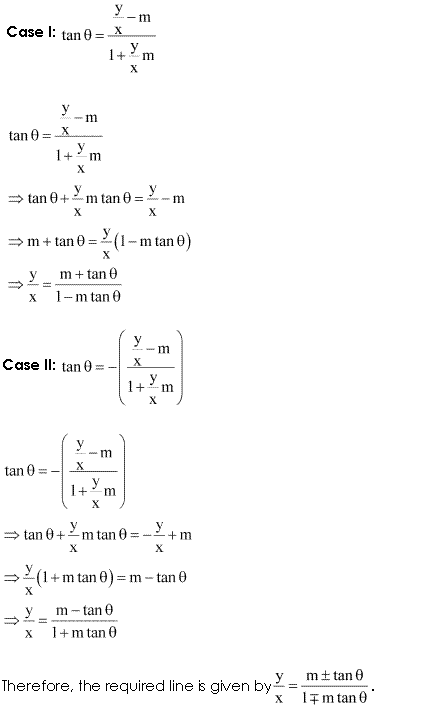 Case I: tan θ = (y/x − m)/(1 + (y/x)m)
tan θ = (y/x − m)/(1 + (y/x)m)
⇒ tan θ + (y/x) m tan θ = y/x − m
⇒ m + tan θ = (y/x)(1 − m tan θ)
⇒ y/x = (m + tan θ)/(1 − m tan θ)
Case II: tan θ = −((y/x − m)/(1 + (y/x)m))
tan θ = −((y/x − m)/(1 + (y/x)m))
⇒ tan θ + (y/x) m tan θ = −y/x + m
⇒ (y/x)(1 + m tan θ) = m − tan θ
⇒ y/x = (m − tan θ)/(1 + m tan θ)
Therefore, the required line is given by y/x = (m ± tan θ)/(1 ∓ m tan θ).